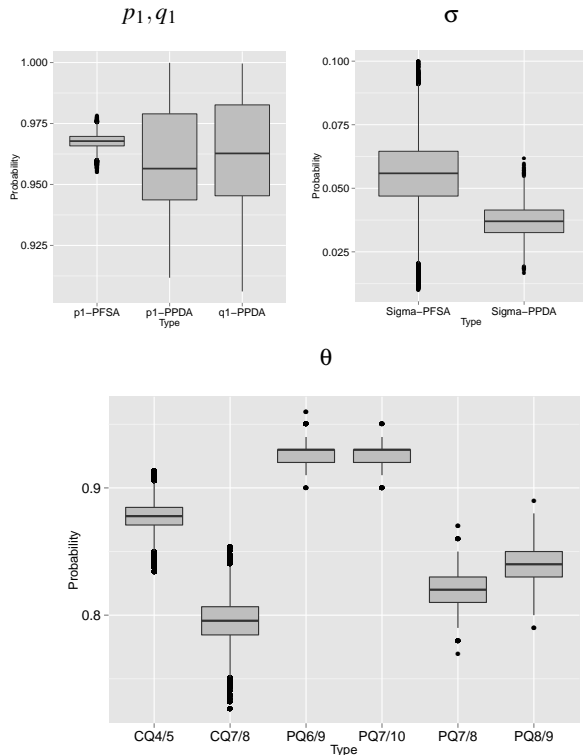 p1, q1
σ
1.000
0.975
0.950
0.925
Probability
p1−PFSA p1−PPDA q1−PPDA
Type
0.100
0.075
0.050
0.025
Probability
Sigma−PFSA Sigma−PPDA
Type
θ
0.9
0.8
Probability
CQ4/5 CQ7/8 PQ6/9 PQ7/10 PQ7/8 PQ8/9
Type